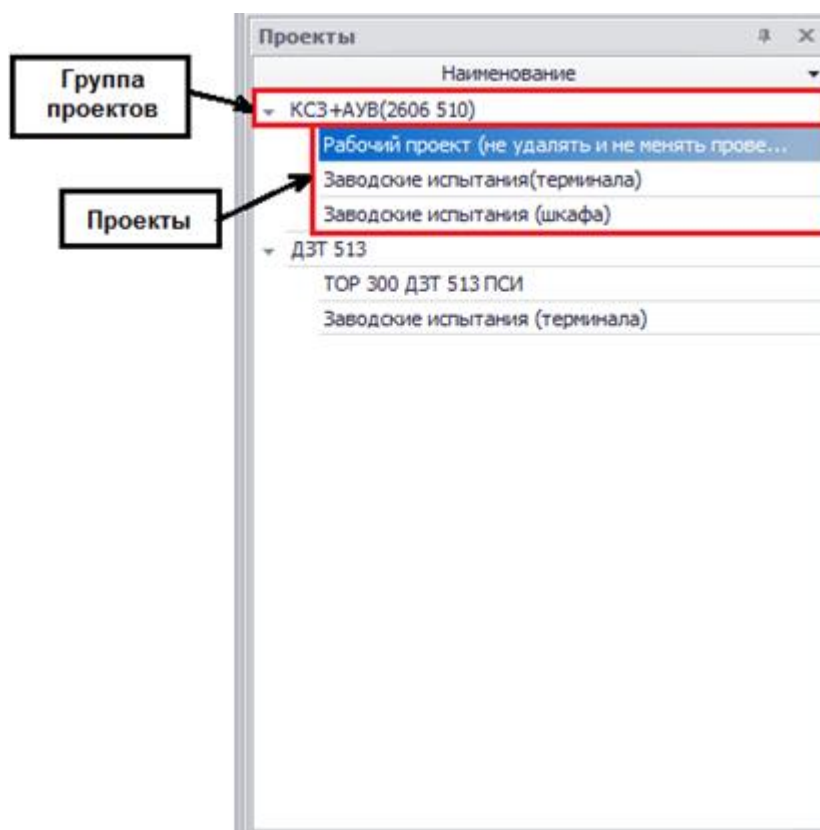 Проекты
Наименование
Группа
проектов
КСЗ+АУВ(2606 510)
Рабочий проект (не удалять и не менять прове...
Заводские испытания(терминала)
Проекты
Заводские испытания (шкафа)
ДЗТ 513
ТОР 300 ДЗТ 513 ПСИ
Заводские испытания (терминала)